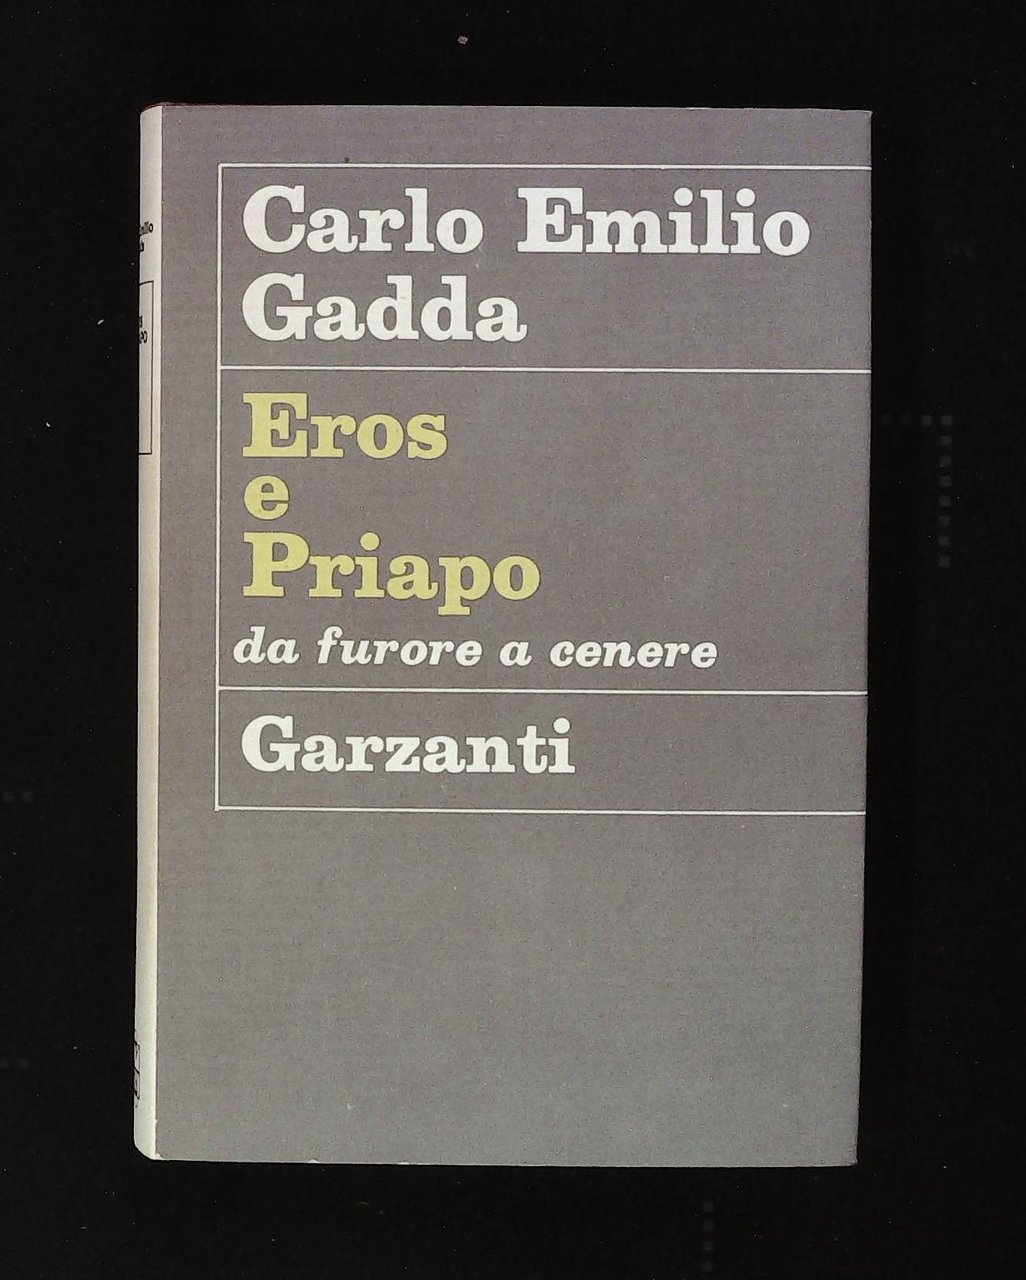 Carlo Emilio
Gadda
Eros
e
Priapo
da furore a cenere
Garzanti